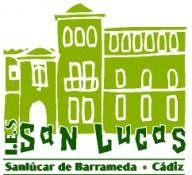 I.E.S San Lucas
Sanlúcar de Barrameda • Cádiz